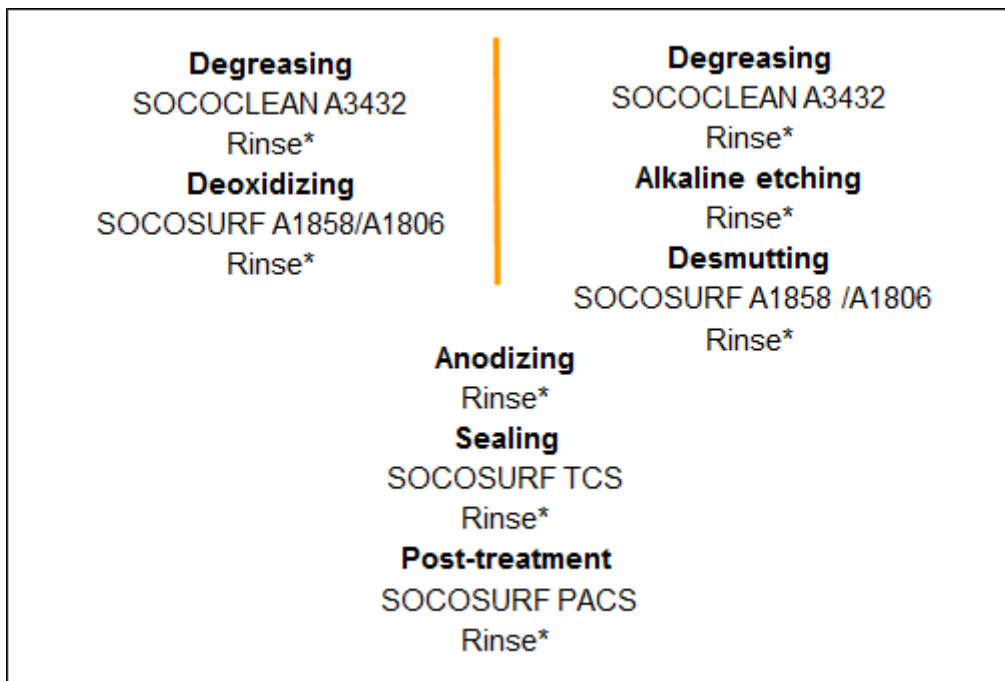 Degreasing
SOCOCLEAN A3432
Rinse*
Deoxidizing
SOCOSURF A1858/A1806
Rinse*
Degreasing
SOCOCLEAN A3432
Rinse*
Alkaline etching
Rinse*
Desmutting
SOCOSURF A1858 /A1806
Rinse*
Anodizing
Rinse*
Sealing
SOCOSURF TCS
Rinse*
Post-treatment
SOCOSURF PACS
Rinse*